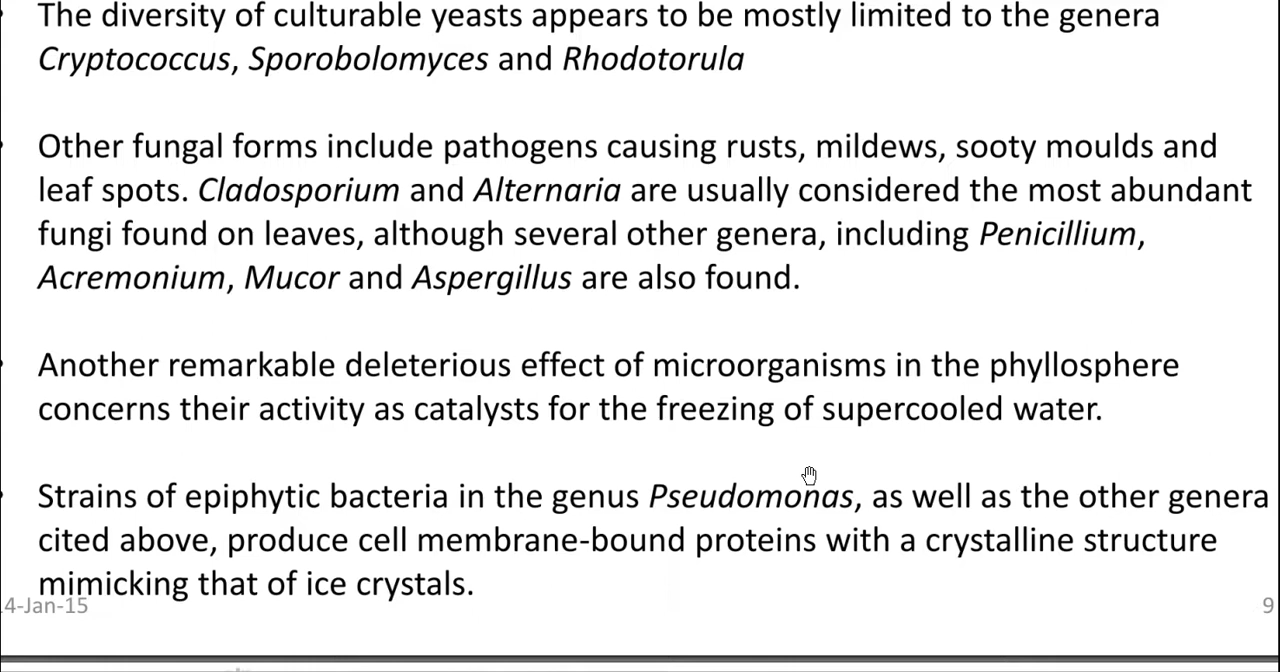 The diversity of culturable yeasts appears to be mostly limited to the genera
Cryptococcus, Sporobolomyces and Rhodotorula
Other fungal forms include pathogens causing rusts, mildews, sooty moulds and
leaf spots. Cladosporium and Alternaria are usually considered the most abundant
fungi found on leaves, although several other genera, including Penicillium,
Acremonium, Mucor and Aspergillus are also found.
Another remarkable deleterious effect of microorganisms in the phyllosphere
concerns their activity as catalysts for the freezing of supercooled water.
Strains of epiphytic bacteria in the genus Pseudomonas, as well as the other genera
cited above, produce cell membrane-bound proteins with a crystalline structure
mimicking that of ice crystals.
4-Jan-15
9